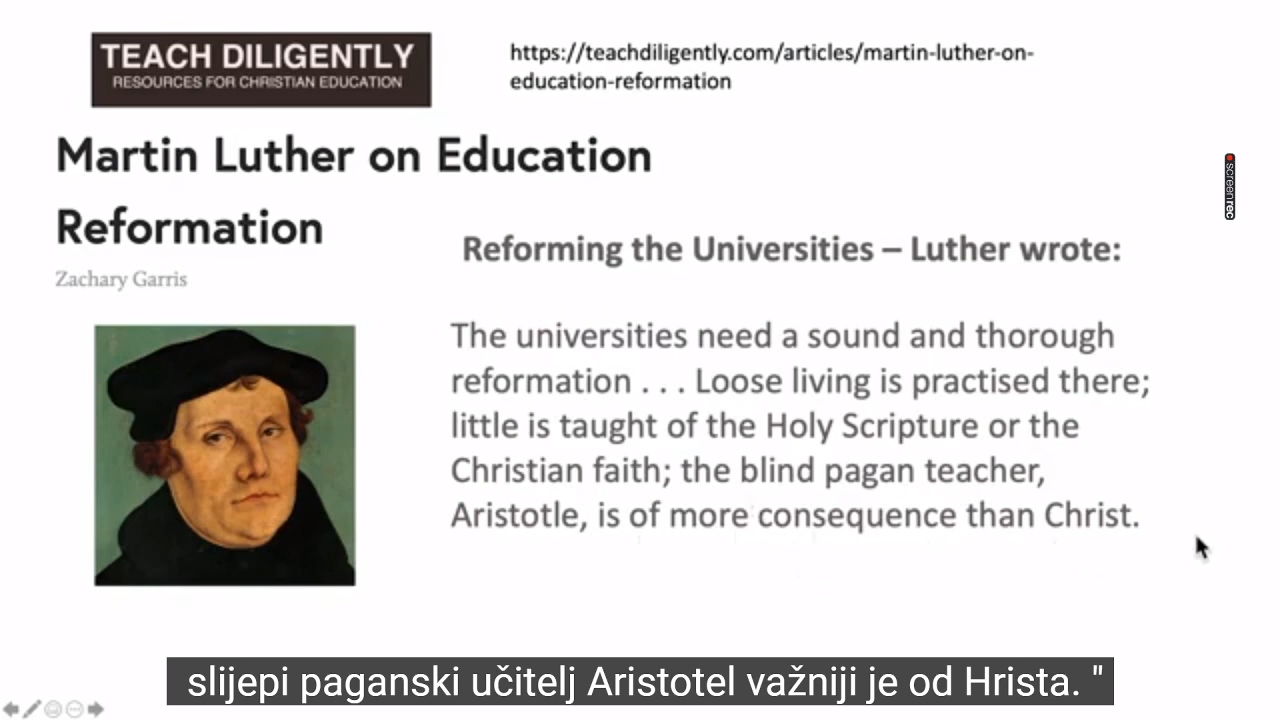 TEACH DILIGENTLY
RESOURCES FOR CHRISTIAN EDUCATION
https://teachdiligently.com/articles/martin-luther-on-
education-reformation
Martin Luther on Education
Reformation
Zachary Garris
Reforming the Universities – Luther wrote:
The universities need a sound and thorough
reformation . . . Loose living is practised there;
little is taught of the Holy Scripture or the
Christian faith; the blind pagan teacher,
Aristotle, is of more consequence than Christ.
screenrec
slijepi paganski učitelj Aristotel važniji je od Hrista. "